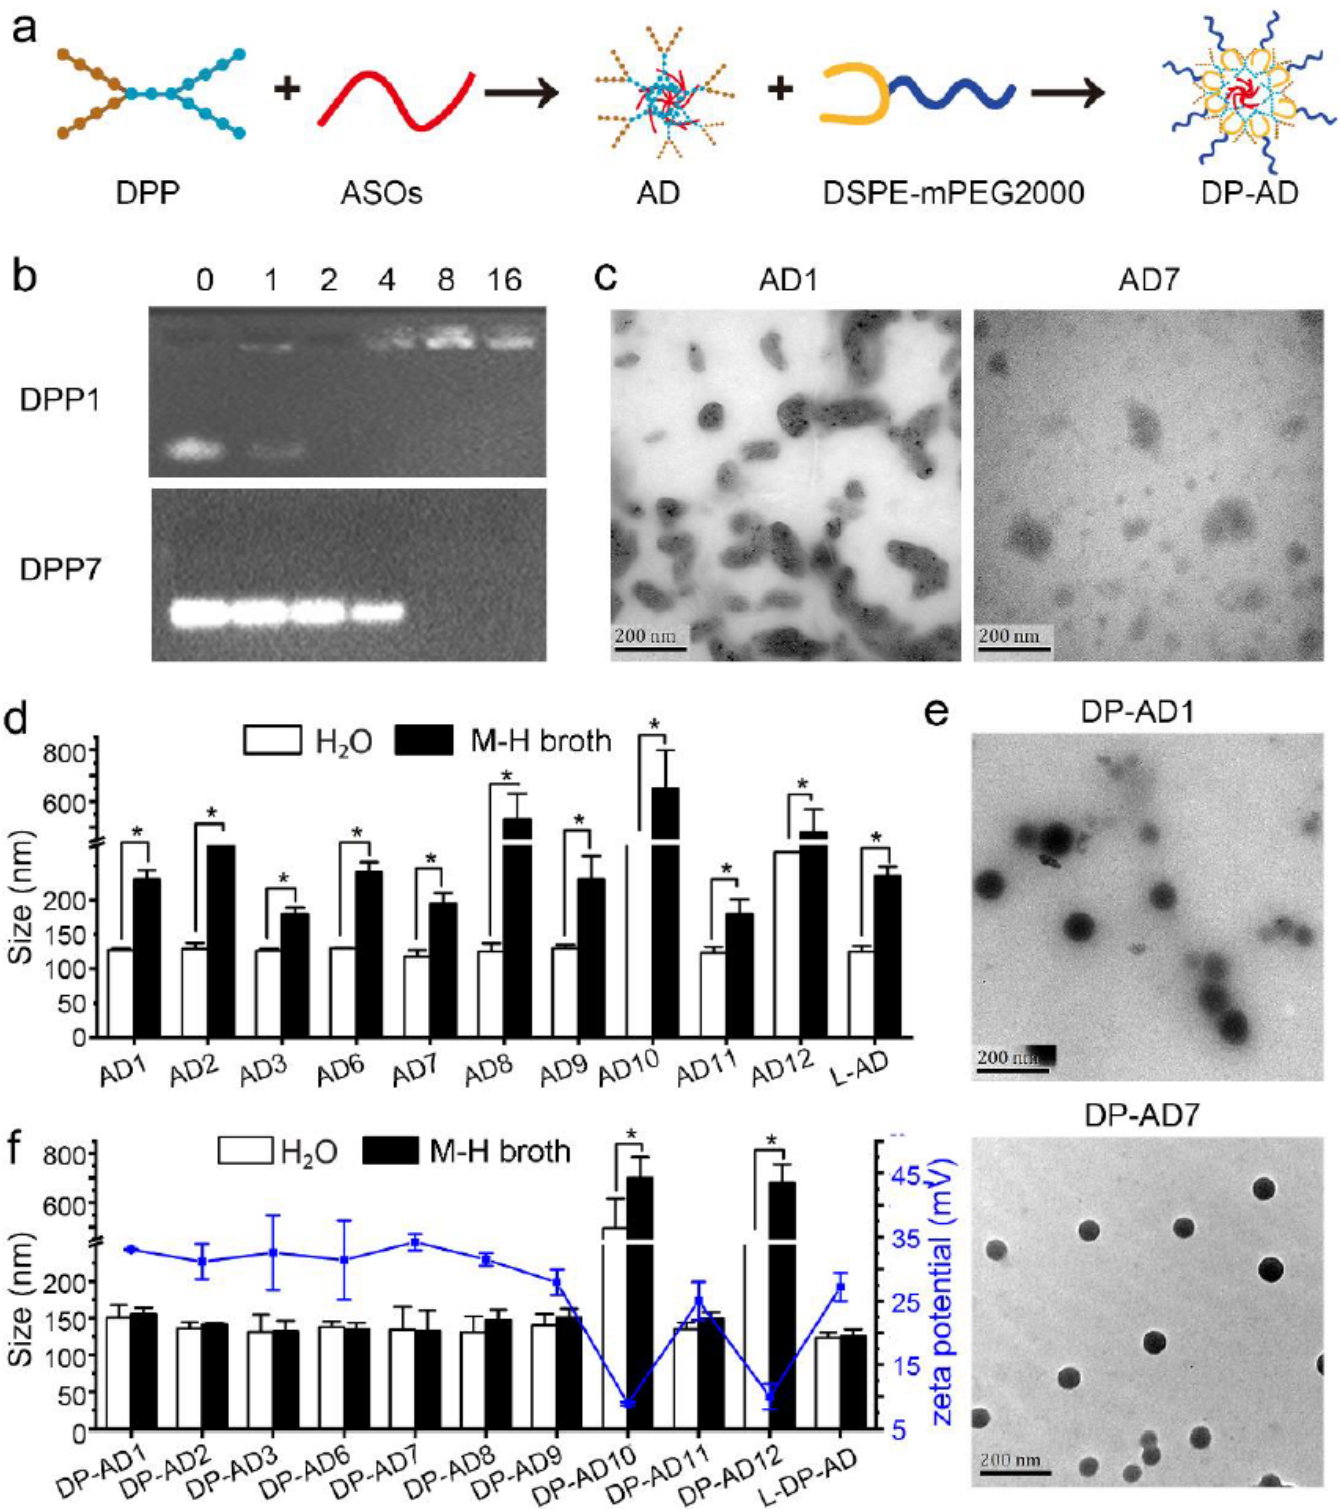 a
DPP
+
ASOs
AD
+
DSPE-mPEG2000
DP-AD
b
0 1 2 4 8 16
DPP1
DPP7
c
AD1
AD7
200 nm
200 nm
d
H₂O
M-H broth
Size (nm)
800
600
200
150
100
50
0
* * * * * * * * * * *
AD1 AD2 AD3 AD6 AD7 AD8 AD9 AD10 AD11 AD12 L-AD
e
DP-AD1
200 nm
DP-AD7
200 nm
f
H₂O
M-H broth
Size (nm)
800
600
200
150
100
50
0
* *
45
35
25
15
5
zeta potential (mV)
DP-AD1 DP-AD2 DP-AD3 DP-AD6 DP-AD7 DP-AD8 DP-AD9 DP-AD10 DP-AD11 DP-AD12 L-DP-AD